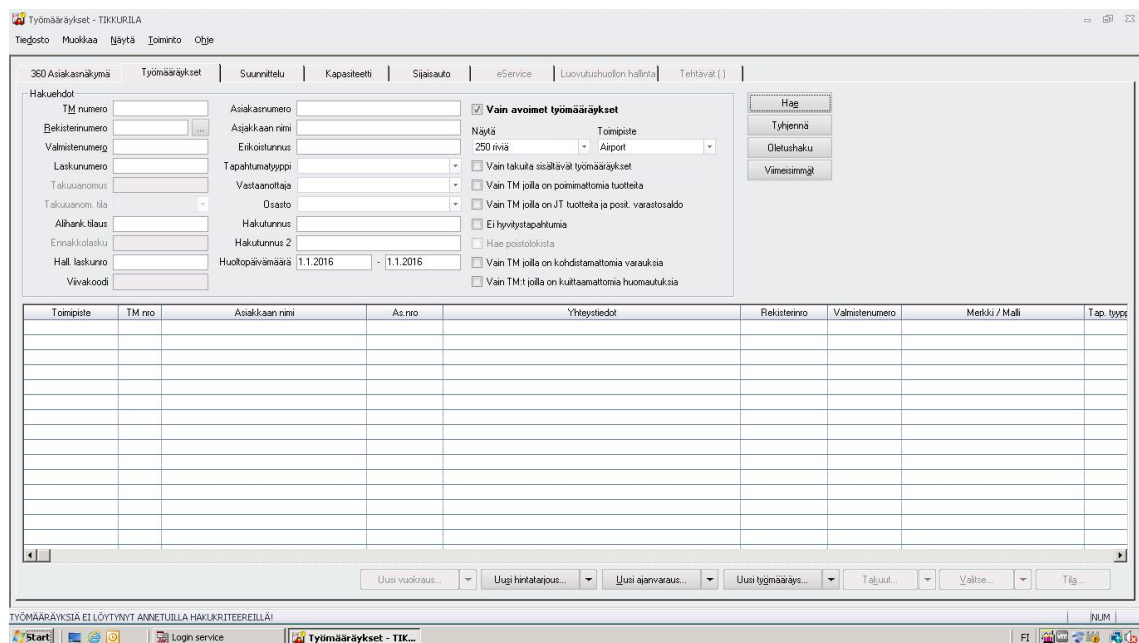 Työmääräykset - TIKKURILA
Tiedosto Muokkaa Näytä Toiminto Ohje
360 Asiakasnäkymä Työmääräykset Suunnittelu Kapasiteetti Sijaisauto eService Luovutushuollon hallinta Tehtävät ( )
Hakuehdot
TM numero Asiakasnumero Vain avoimet työmääräykset Hae
Rekisterinumero ... Asiakkaan nimi Näytä Toimipiste Tyhjennä
Valmistenumero Erikoistunnus 250 riviä Airport Oletushaku
Laskunumero Tapahtumatyyppi Vain takuita sisältävät työmääräykset Viimeisimmät
Takuuanomus Vastaanottaja Vain TM joilla on poimimattomia tuotteita
Takuuanom. tila Osasto Vain TM joilla on JT tuotteita ja posit. varastosaldo
Alihank.tilaus Hakutunnus Ei hyvitystapahtumia
Ennakkolasku Hakutunnus 2 Hae poistolokista
Hall. laskunro Huoltopäivämäärä 1.1.2016 - 1.1.2016 Vain TM joilla on kohdistamattomia varauksia
Viivakoodi Vain TM:t joilla on kuittaamattomia huomautuksia
Toimipiste TM nro Asiakkaan nimi As.nro Yhteystiedot Rekisterinro Valmistenumero Merkki / Malli Tap. tyypp
Uusi vuokraus... Uusi hintatarjous... Uusi ajanvaraus... Uusi työmääräys... Takuut... Valitse... Tila...
TYÖMÄÄRÄYKSIÄ EI LÖYTYNYT ANNETUILLA HAKUKRITEEREILLÄ! NUM
Start Login service Työmääräykset - TIK... FI